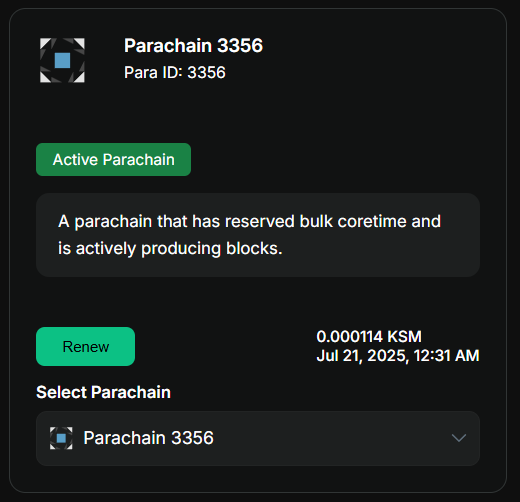 Parachain 3356
Para ID: 3356
Active Parachain
A parachain that has reserved bulk coretime and
is actively producing blocks.
Renew
0.000114 KSM
Jul 21, 2025, 12:31 AM
Select Parachain
Parachain 3356